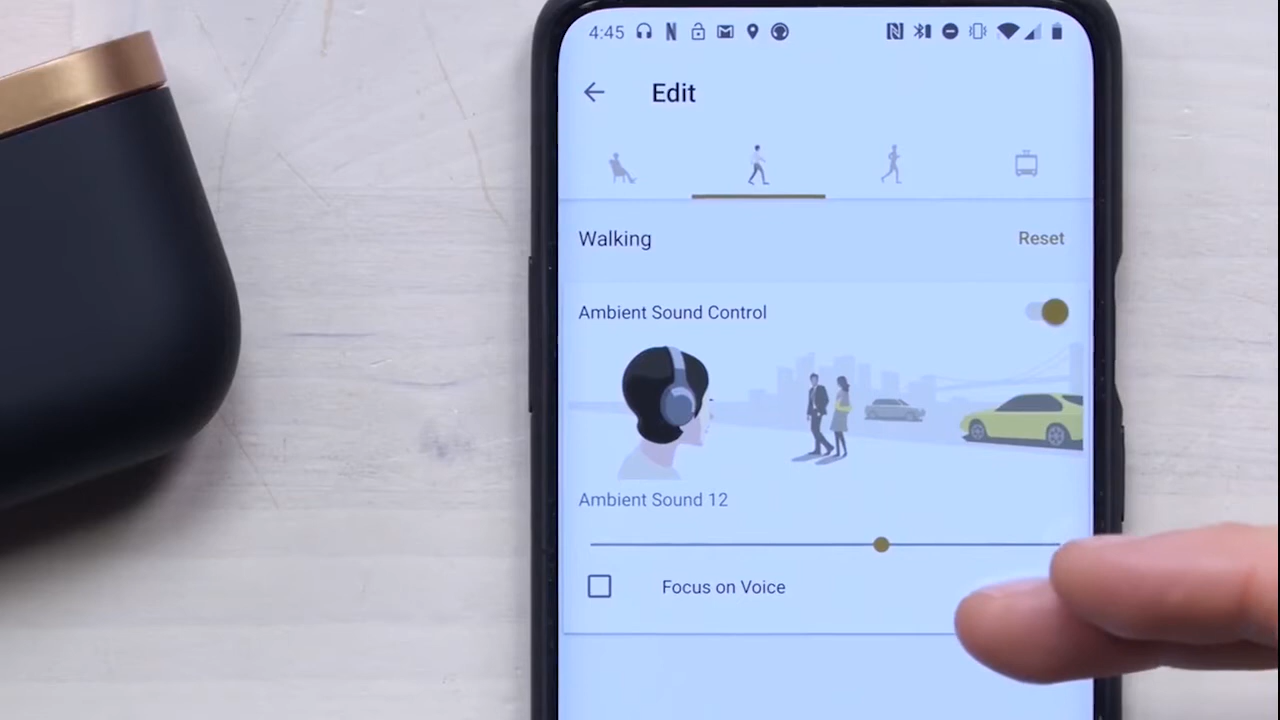 4:45
Edit
Walking
Reset
Ambient Sound Control
Ambient Sound 12
Focus on Voice